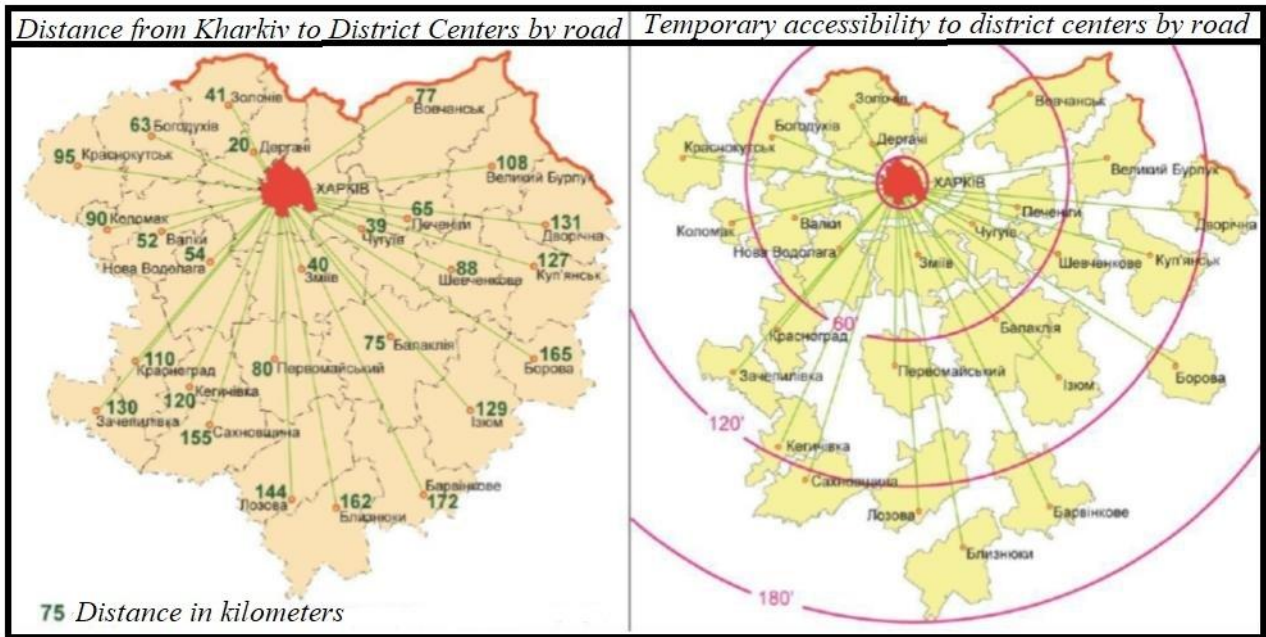 Distance from Kharkiv to District Centers by road
Temporary accessibility to district centers by road
41
Золочів
77
Вовчанськ
63
Богодухів
20
Дергачі
95
Краснокутськ
108
Великий Бурлук
ХАРКІВ
90
Коломак
52
Валки
54
Нова Водолага
39
Чугуїв
65
Печеніги
131
Дворічна
40
Зміїв
88
Шевченкове
127
Куп'янськ
75
Балаклія
165
Борова
110
Красноград
80
Первомайський
120
Кегичівка
130
Зачепилівка
155
Сахновщина
129
Ізюм
144
Лозова
162
Близнюки
Барвінкове
172
75 Distance in kilometers
Золочів
Вовчанськ
Богодухів
Дергачі
Краснокутськ
Великий Бурлук
ХАРКІВ
Коломак
Валки
Печеніги
Дворічна
Чугуїв
Нова Водолага
Зміїв
Шевченкове
Куп'янськ
60'
Балаклія
Красноград
Зачепилівка
Первомайський
Ізюм
Борова
120'
Кегичівка
Сахновщина
Лозова
Барвінкове
Близнюки
180'